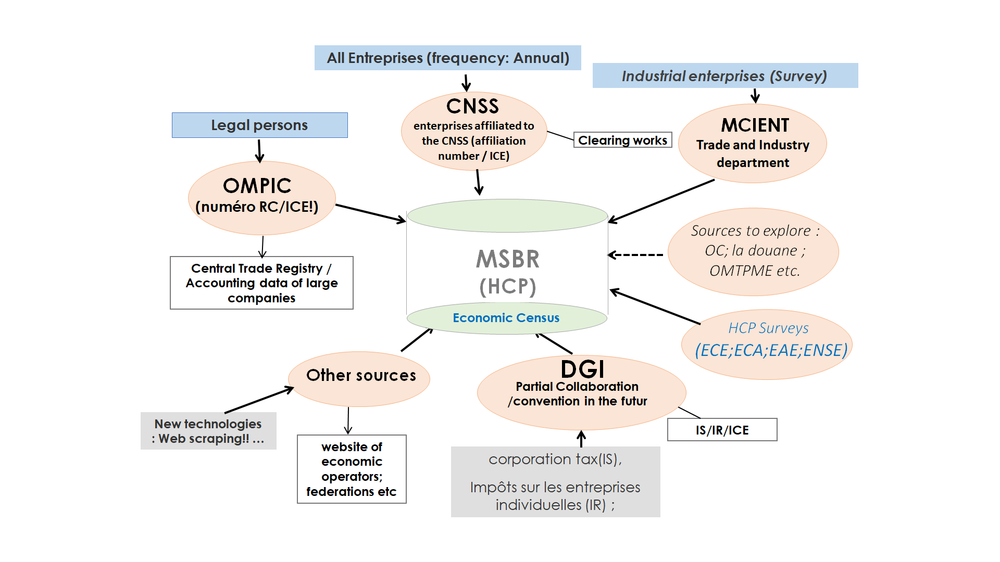 All Entreprises (frequency: Annual)
Industrial enterprises (Survey)
Legal persons
CNSS
enterprises affiliated to
the CNSS (affiliation
number / ICE)
Clearing works
MCIENT
Trade and Industry
department
OMPIC
(numéro RC/ICE!)
Central Trade Registry /
Accounting data of large
companies
MSBR
(HCP)
Economic Census
Sources to explore :
OC; la douane ;
OMTPME etc.
HCP Surveys
(ECE;ECA;EAE;ENSE)
Other sources
New technologies
: Web scraping!! ...
website of
economic
operators;
federations etc
DGI
Partial Collaboration
/convention in the futur
IS/IR/ICE
corporation tax(IS),
Impôts sur les entreprises
individuelles (IR) ;